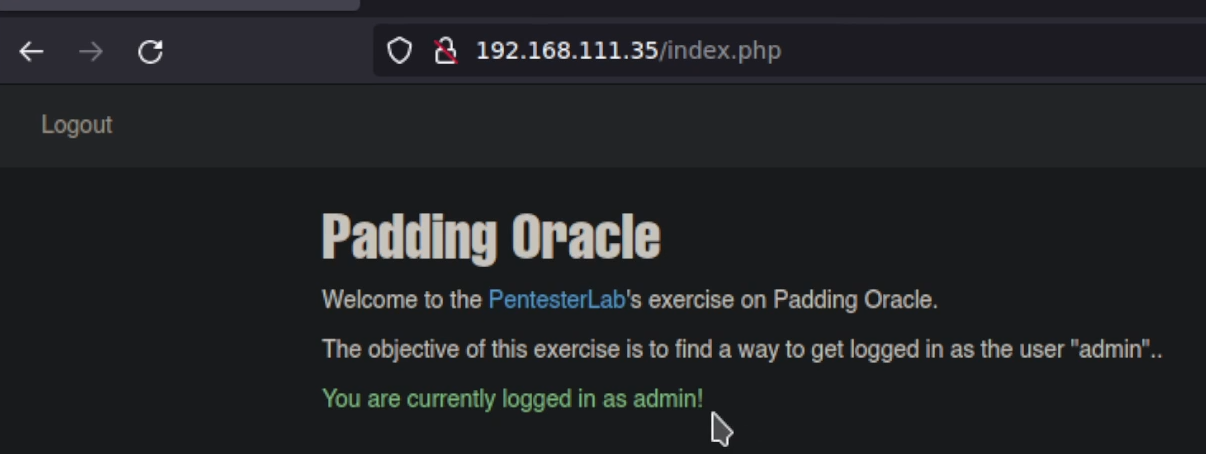 192.168.111.35/index.php
Logout
Padding Oracle
Welcome to the PentesterLab's exercise on Padding Oracle.
The objective of this exercise is to find a way to get logged in as the user "admin"..
You are currently logged in as admin!